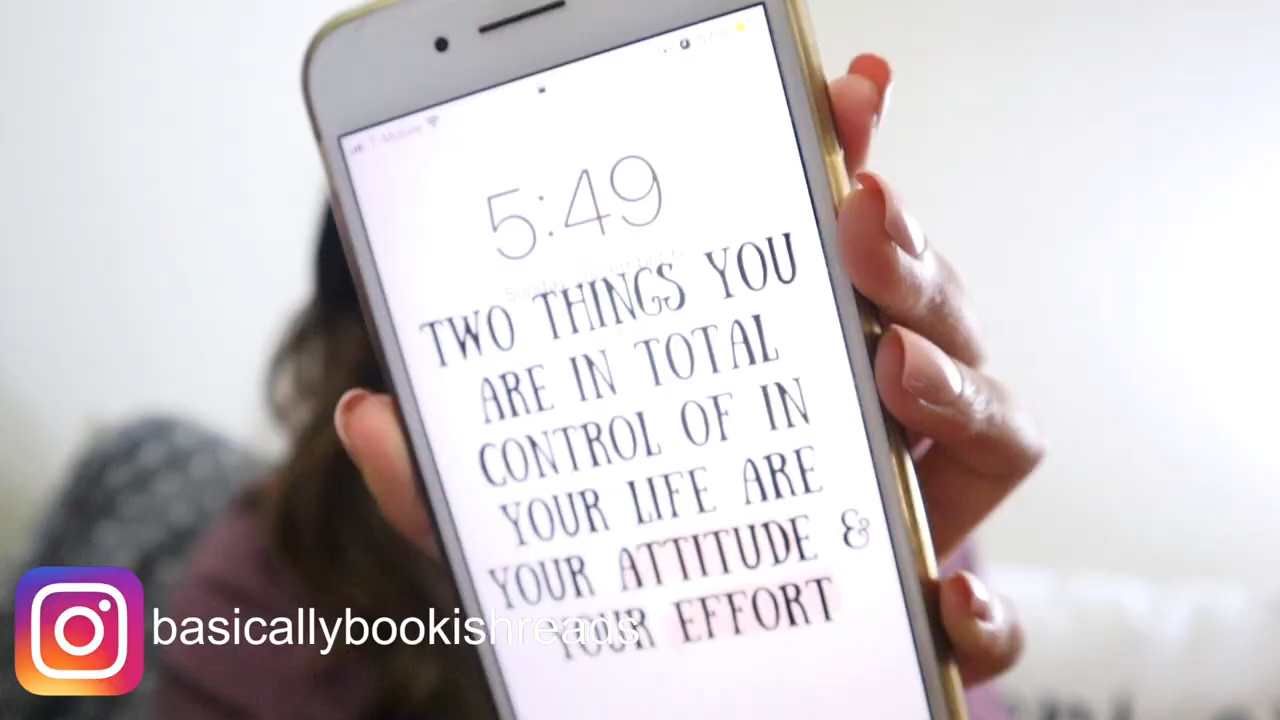 T-Mobile
5:49
TWO THINGS YOU
ARE IN TOTAL
CONTROL OF IN
YOUR LIFE ARE
YOUR ATTITUDE &
YOUR EFFORT
basicallybookishreads